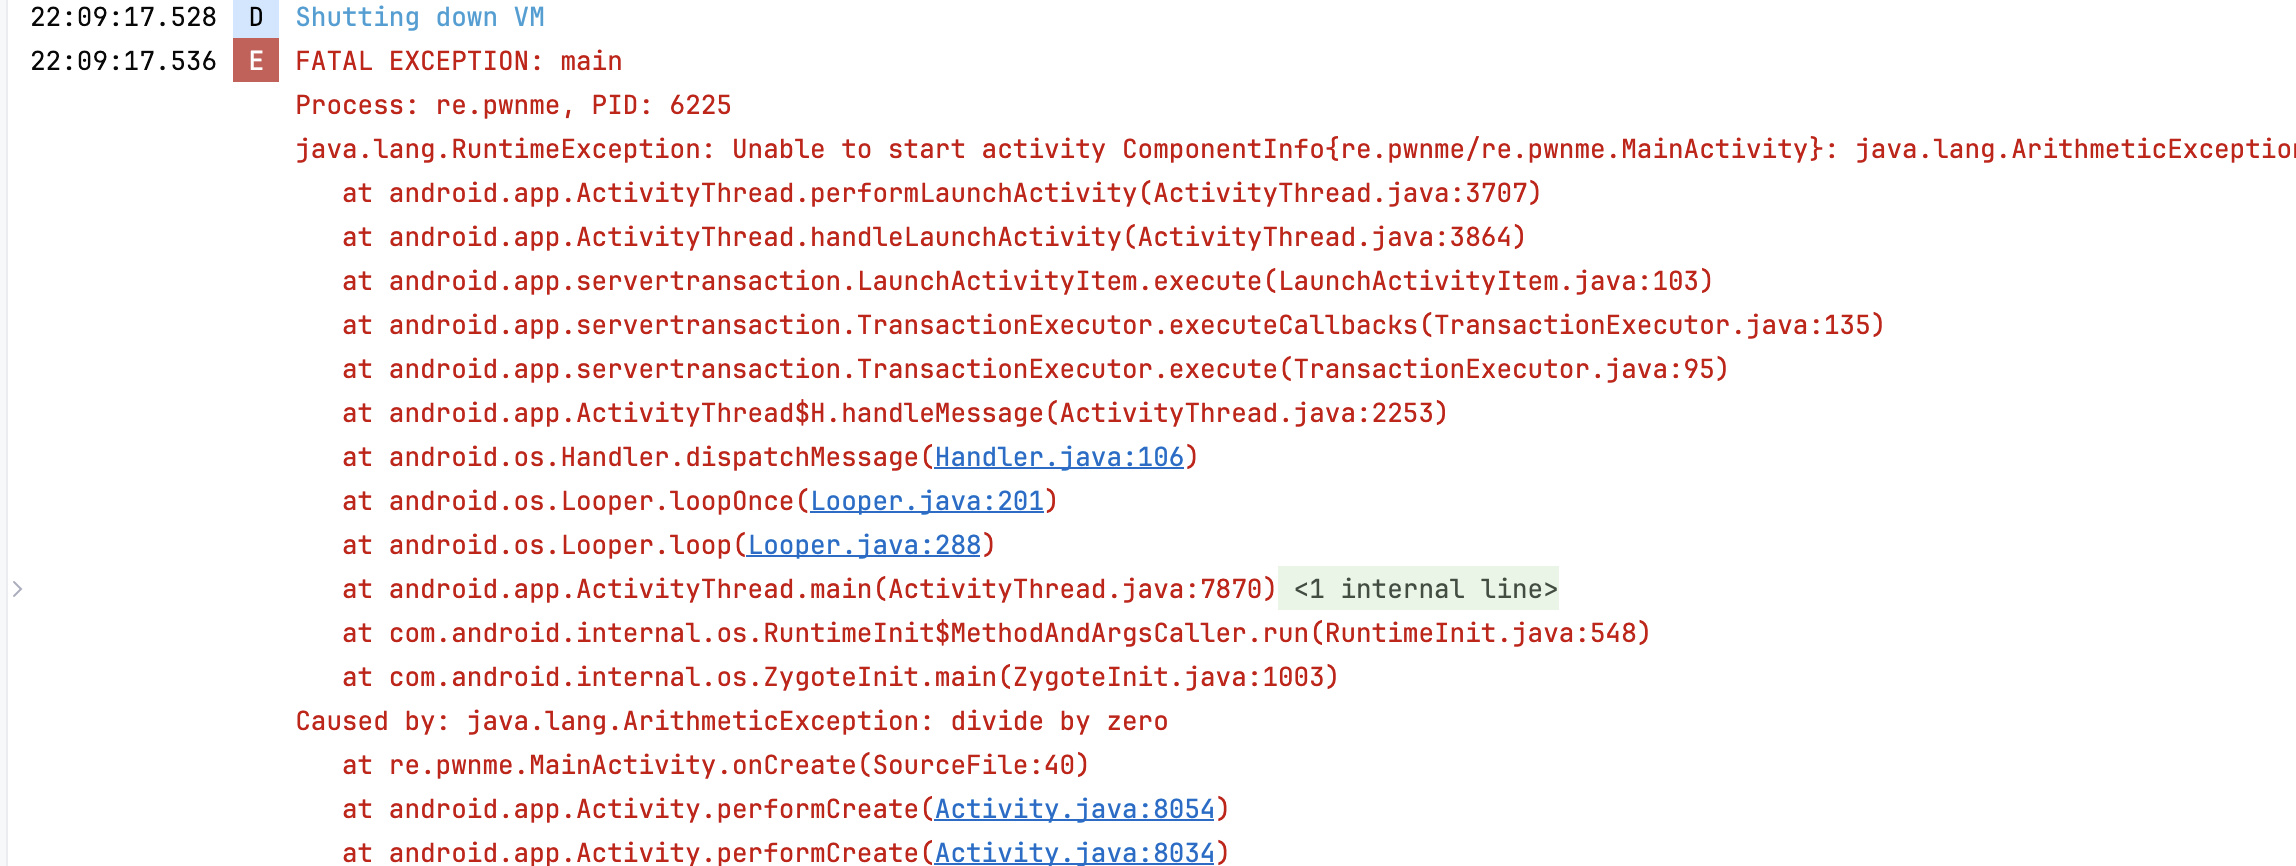 22:09:17.528 D Shutting down VM
22:09:17.536 E FATAL EXCEPTION: main
Process: re.pwnme, PID: 6225
java.lang.RuntimeException: Unable to start activity ComponentInfo{re.pwnme/re.pwnme.MainActivity}: java.lang.ArithmeticException
at android.app.ActivityThread.performLaunchActivity(ActivityThread.java:3707)
at android.app.ActivityThread.handleLaunchActivity(ActivityThread.java:3864)
at android.app.servertransaction.LaunchActivityItem.execute(LaunchActivityItem.java:103)
at android.app.servertransaction.TransactionExecutor.executeCallbacks(TransactionExecutor.java:135)
at android.app.servertransaction.TransactionExecutor.execute(TransactionExecutor.java:95)
at android.app.ActivityThread$H.handleMessage(ActivityThread.java:2253)
at android.os.Handler.dispatchMessage(Handler.java:106)
at android.os.Looper.loopOnce(Looper.java:201)
at android.os.Looper.loop(Looper.java:288)
at android.app.ActivityThread.main(ActivityThread.java:7870) <1 internal line>
at com.android.internal.os.RuntimeInit$MethodAndArgsCaller.run(RuntimeInit.java:548)
at com.android.internal.os.ZygoteInit.main(ZygoteInit.java:1003)
Caused by: java.lang.ArithmeticException: divide by zero
at re.pwnme.MainActivity.onCreate(SourceFile:40)
at android.app.Activity.performCreate(Activity.java:8054)
at android.app.Activity.performCreate(Activity.java:8034)